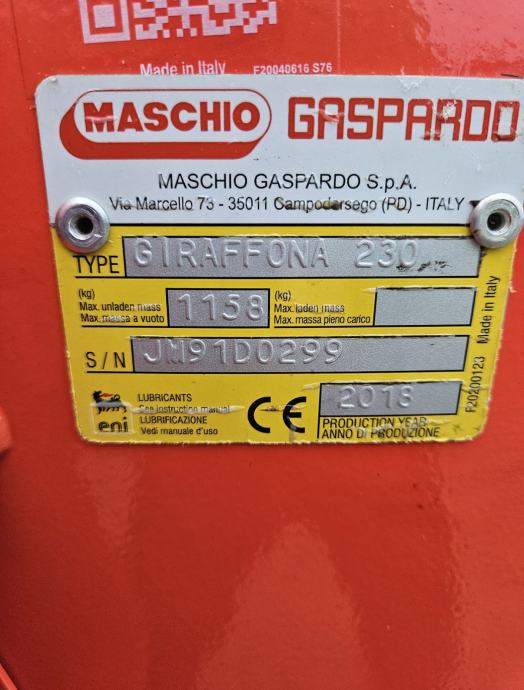 Made in Italy F20040616 S76
MASCHIO GASPARDO
MASCHIO GASPARDO S.p.A.
Via Marcello 73 - 35011 Campodarsego (PD) - ITALY
TYPE GIRAFFONA 230
(kg)
Max. unladen mass
Max. massa a vuoto
1158
(kg)
Max. laden mass
Max. massa pieno carico
S/N JM91D0299
eni
LUBRICANTS
See instruction manual
LUBRIFICAZIONE
Vedi manuale d'uso
CE
2018
PRODUCTION YEAR
ANNO DI PRODUZIONE
F20200123 Made in Italy